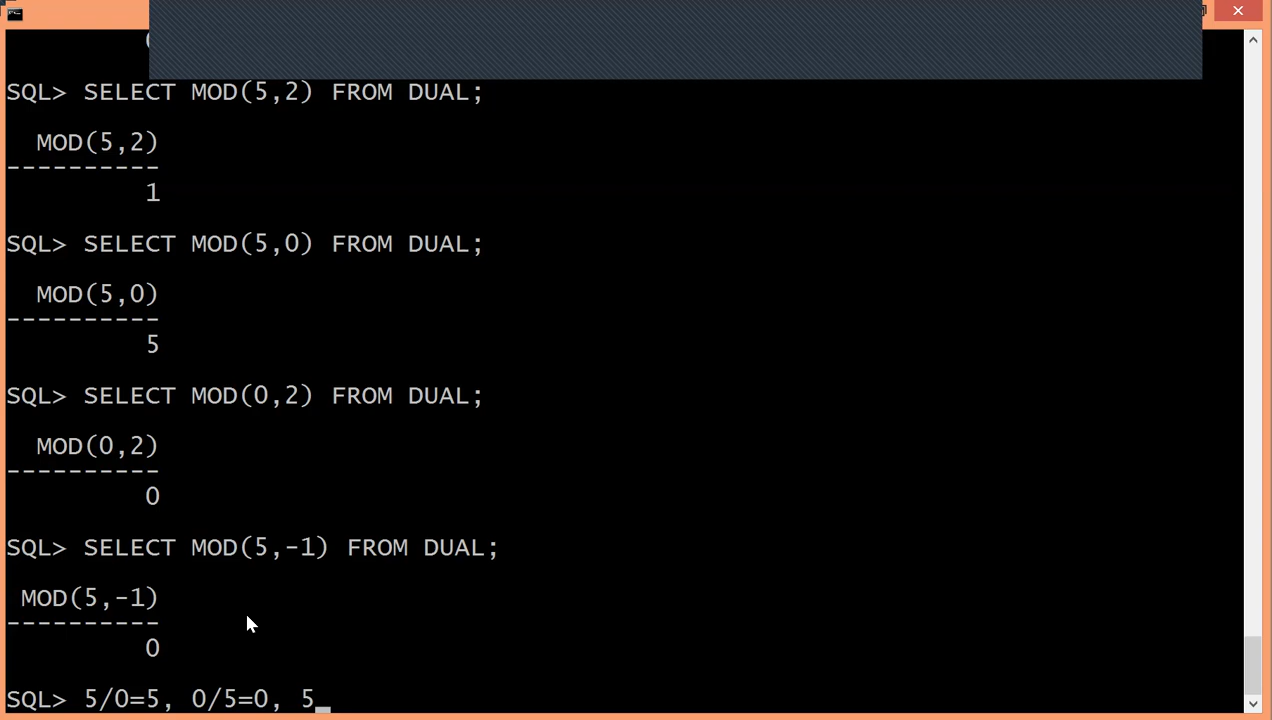 SQL> SELECT MOD(5,2) FROM DUAL;
MOD(5,2)
----------
1
SQL> SELECT MOD(5,0) FROM DUAL;
MOD(5,0)
----------
5
SQL> SELECT MOD(0,2) FROM DUAL;
MOD(0,2)
----------
0
SQL> SELECT MOD(5,-1) FROM DUAL;
MOD(5,-1)
----------
0
SQL> 5/0=5, 0/5=0, 5_